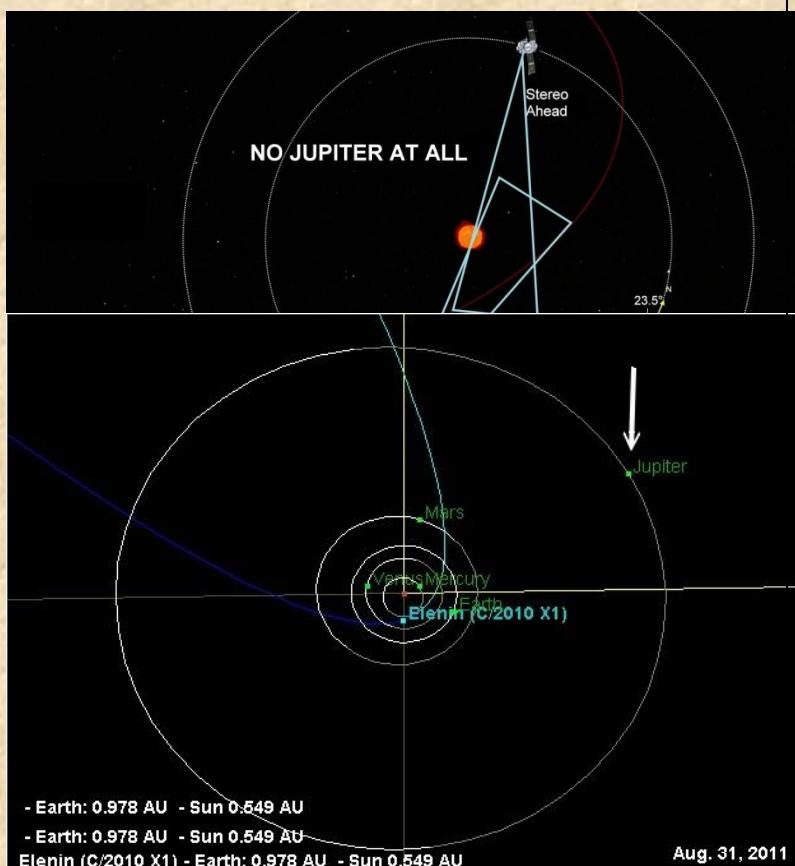 Stereo
Ahead
NO JUPITER AT ALL
23.5°
N
Jupiter
Mars
Venus Mercury
Earth
Elenin (C/2010 X1)
- Earth: 0.978 AU - Sun 0.549 AU
- Earth: 0.978 AU - Sun 0.549 AU
Elenin (C/2010 X1) - Earth: 0.978 AU - Sun 0.549 AU
Aug. 31, 2011